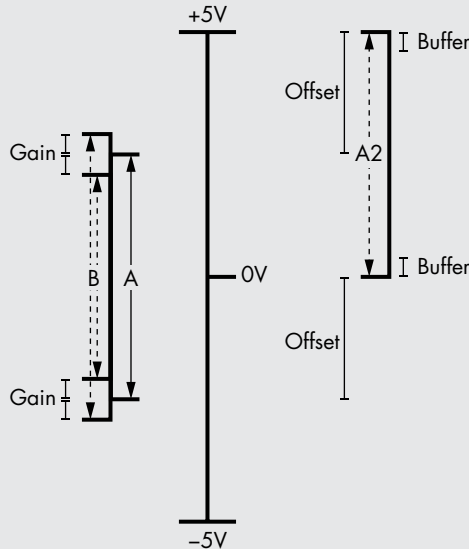 +5V
Buffer
Offset
Gain
A2
Buffer
B
A
0V
Offset
Gain
–5V